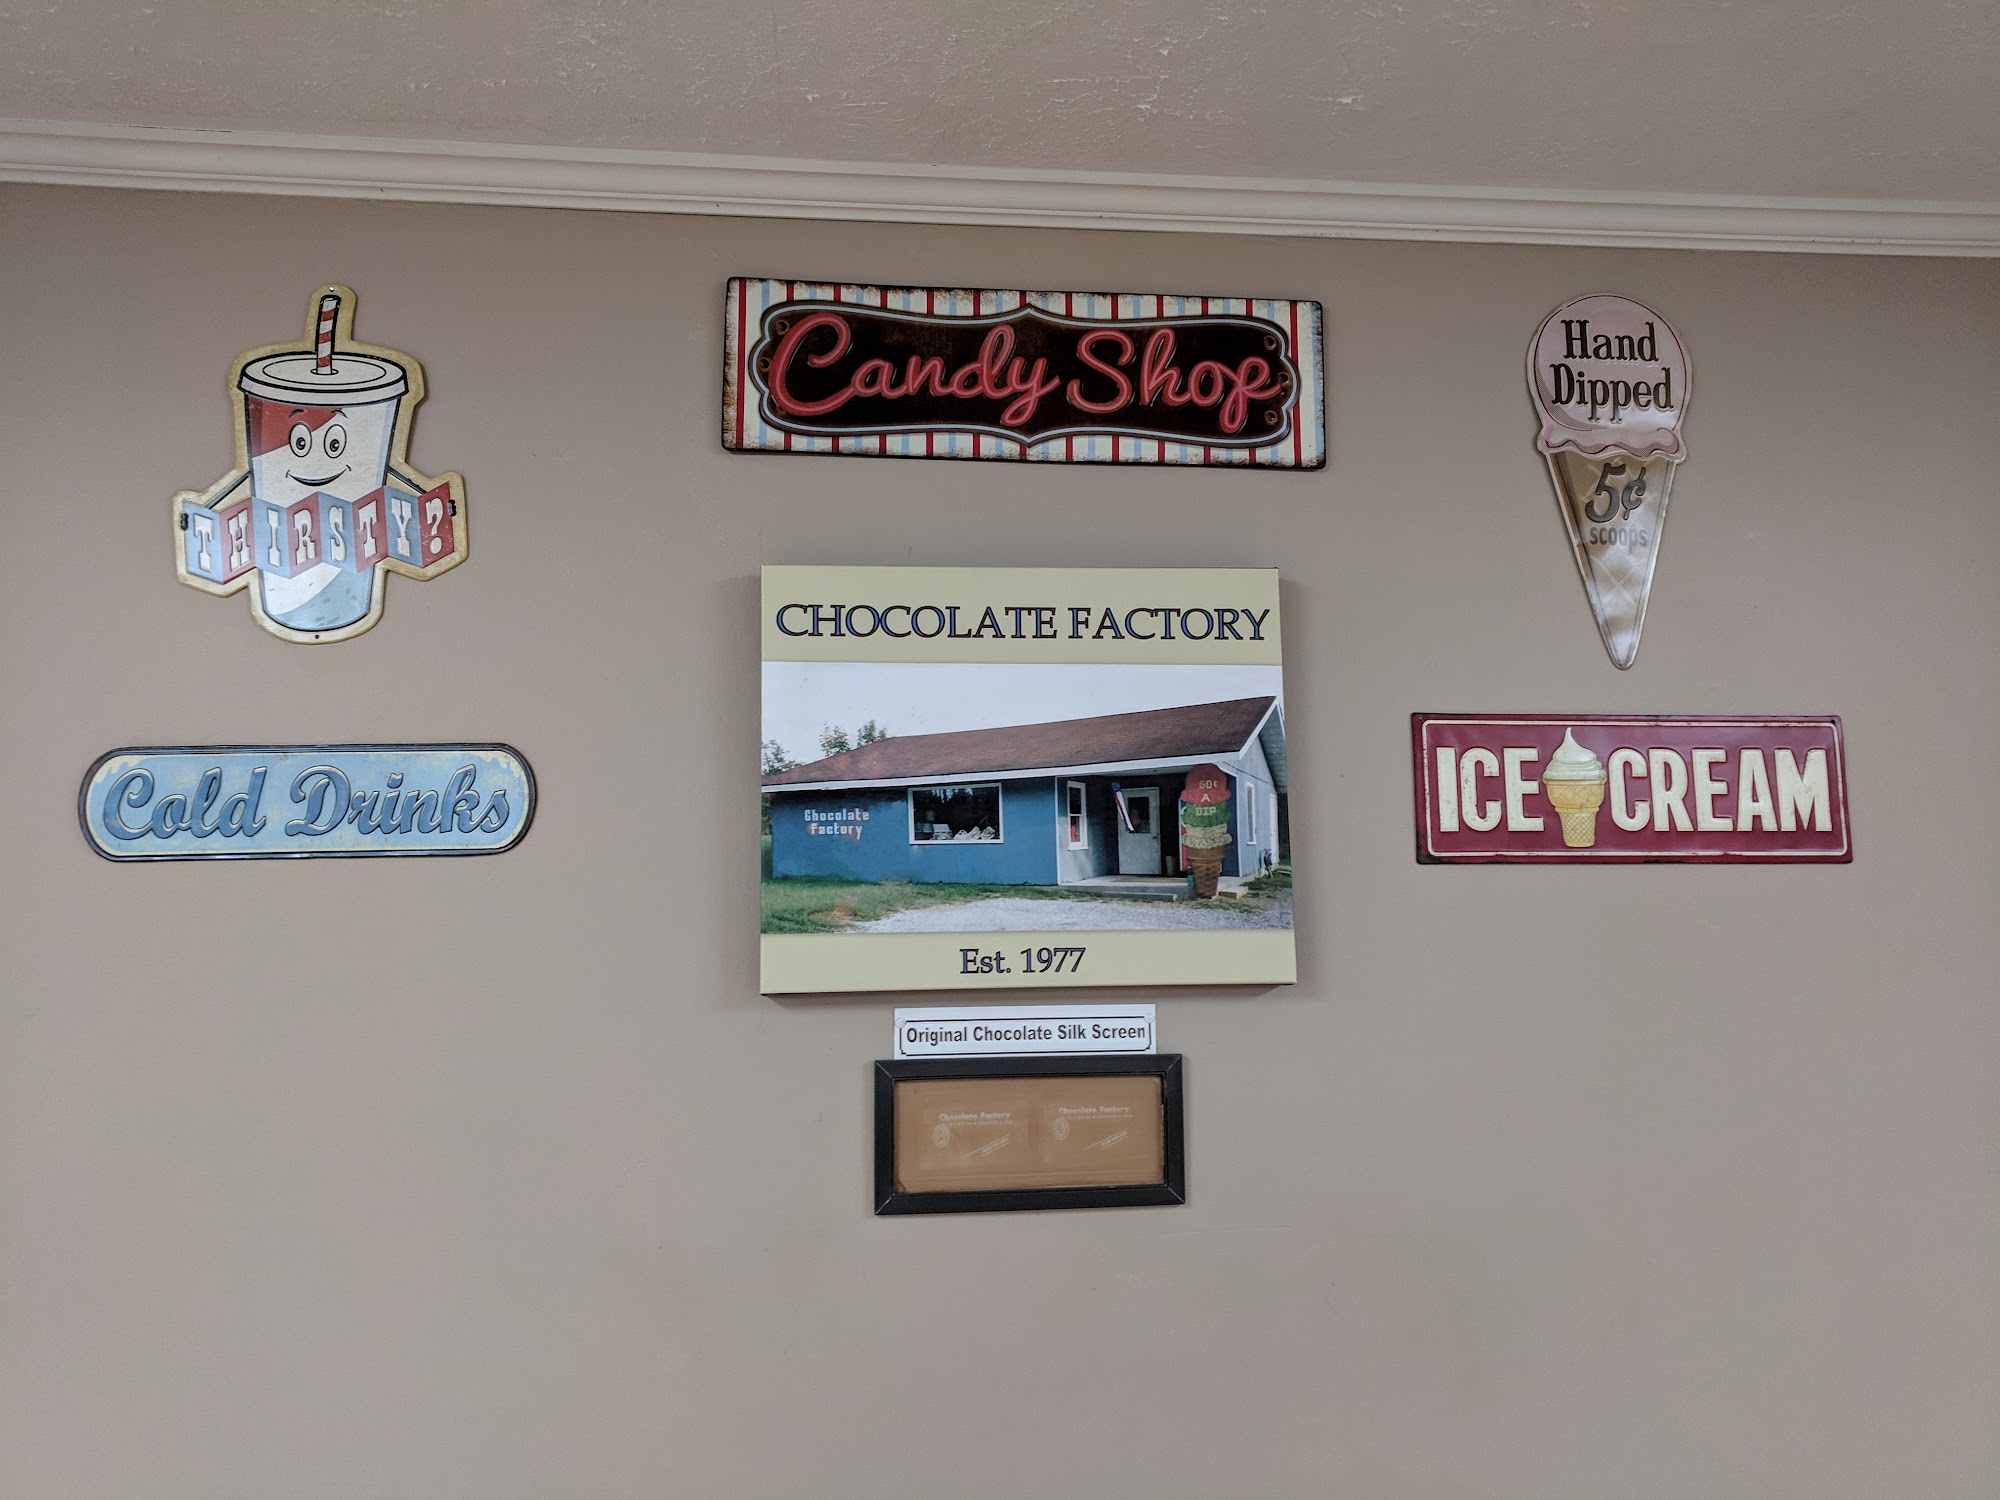 Candy Shop
THIRSTY?
Hand
Dipped
5¢
scoops
Cold Drinks
CHOCOLATE FACTORY
Chocolate
Factory
50¢
A
DIP
Est. 1977
ICE CREAM
Original Chocolate Silk Screen
Chocolate Factory
Chocolate Factory